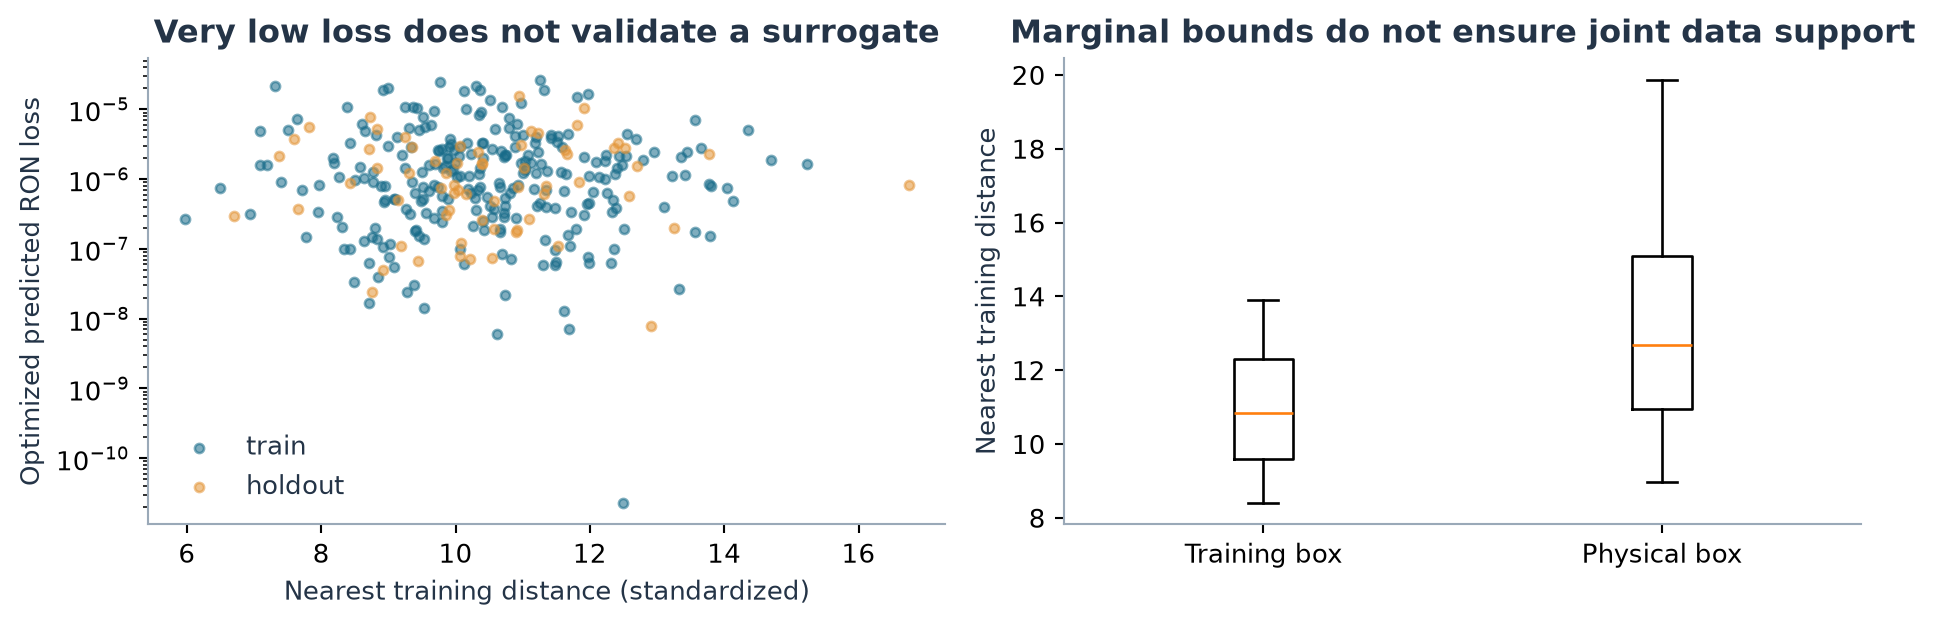 Very low loss does not validate a surrogate
Optimized predicted RON loss
10⁻⁵
10⁻⁶
10⁻⁷
10⁻⁸
10⁻⁹
10⁻¹⁰
train
holdout
6 8 10 12 14 16
Nearest training distance (standardized)
Marginal bounds do not ensure joint data support
Nearest training distance
20
18
16
14
12
10
8
Training box Physical box